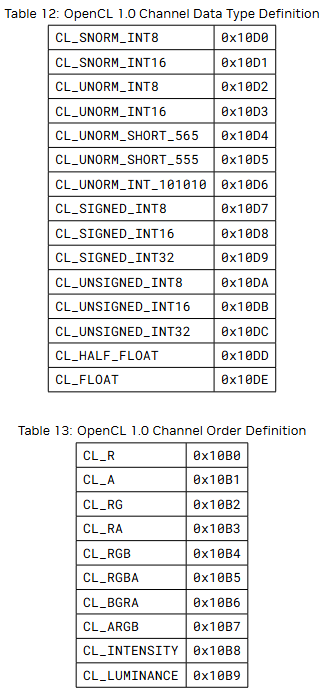 Table 12: OpenCL 1.0 Channel Data Type Definition
CL_SNORM_INT8 0x10D0
CL_SNORM_INT16 0x10D1
CL_UNORM_INT8 0x10D2
CL_UNORM_INT16 0x10D3
CL_UNORM_SHORT_565 0x10D4
CL_UNORM_SHORT_555 0x10D5
CL_UNORM_INT_101010 0x10D6
CL_SIGNED_INT8 0x10D7
CL_SIGNED_INT16 0x10D8
CL_SIGNED_INT32 0x10D9
CL_UNSIGNED_INT8 0x10DA
CL_UNSIGNED_INT16 0x10DB
CL_UNSIGNED_INT32 0x10DC
CL_HALF_FLOAT 0x10DD
CL_FLOAT 0x10DE
Table 13: OpenCL 1.0 Channel Order Definition
CL_R 0x10B0
CL_A 0x10B1
CL_RG 0x10B2
CL_RA 0x10B3
CL_RGB 0x10B4
CL_RGBA 0x10B5
CL_BGRA 0x10B6
CL_ARGB 0x10B7
CL_INTENSITY 0x10B8
CL_LUMINANCE 0x10B9